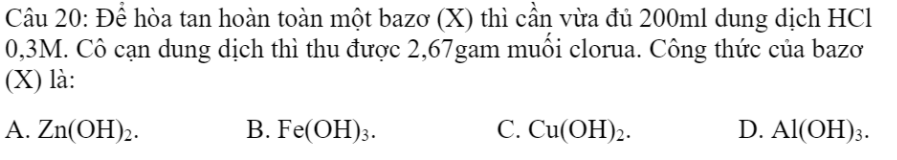 Câu 20: Để hòa tan hoàn toàn một bazơ (X) thì cần vừa đủ 200ml dung dịch HCl
0,3M. Cô cạn dung dịch thì thu được 2,67gam muối clorua. Công thức của bazơ
(X) là:
A. Zn(OH)₂. B. Fe(OH)₃. C. Cu(OH)₂. D. Al(OH)₃.